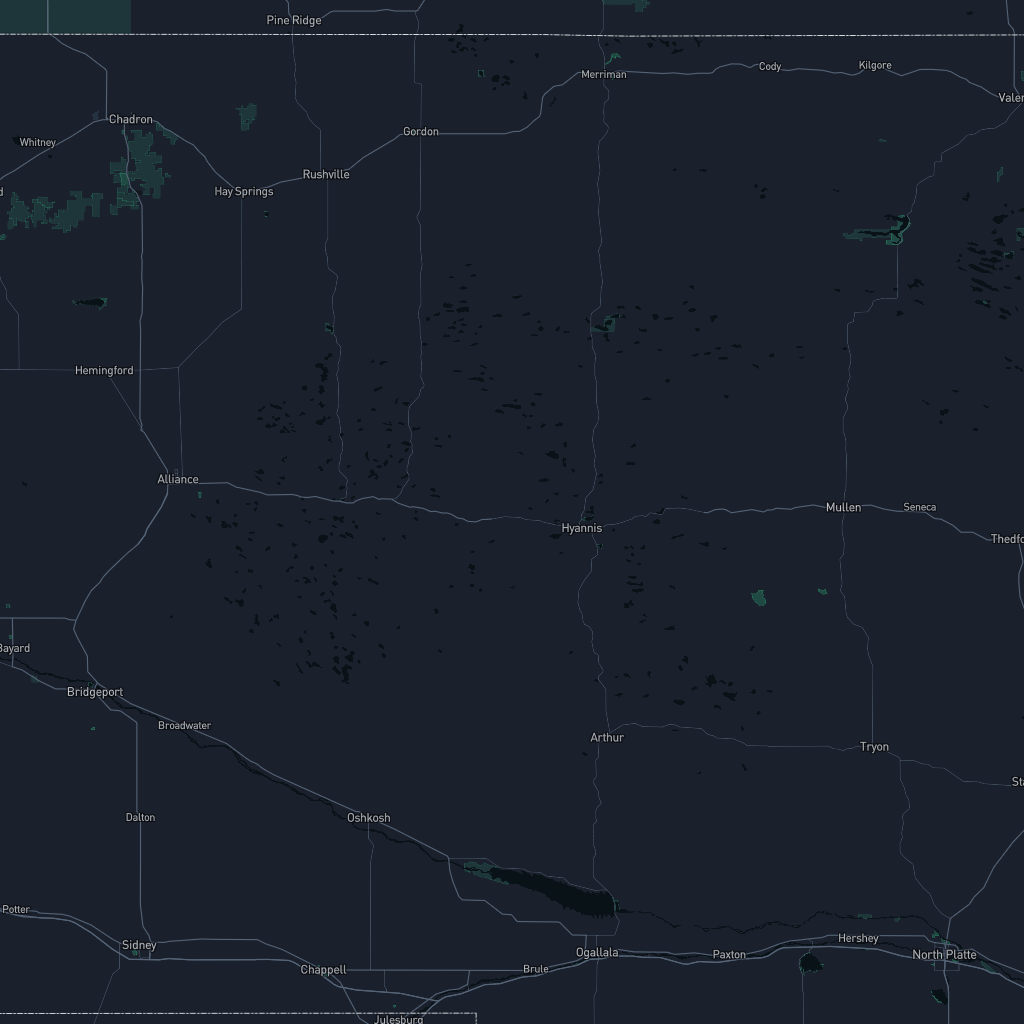 Pine Ridge
Merriman
Cody
Kilgore
Valen
Chadron
Whitney
Gordon
Rushville
Hay Springs
d
Hemingford
Alliance
Hyannis
Mullen
Seneca
Thedfo
Bayard
Bridgeport
Broadwater
Arthur
Tryon
Sta
Dalton
Oshkosh
Potter
Sidney
Chappell
Brule
Ogallala
Paxton
Hershey
North Platte
Julesburg